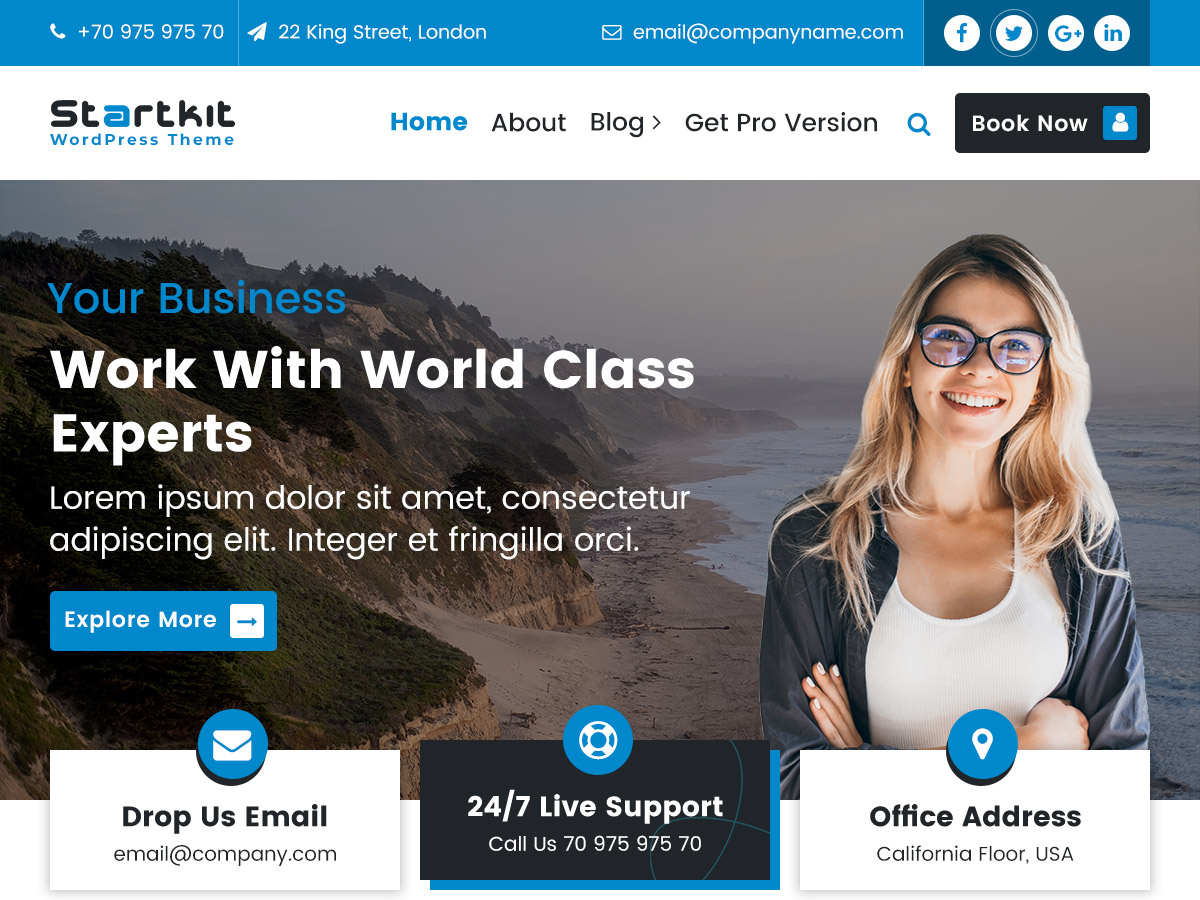 +70 975 975 70
22 King Street, London
email@companyname.com
f
G+
in
Startkit
WordPress Theme
Home
About
Blog
Get Pro Version
Book Now
Your Business
Work With World Class
Experts
Lorem ipsum dolor sit amet, consectetur
adipiscing elit. Integer et fringilla orci.
Explore More
Drop Us Email
email@company.com
24/7 Live Support
Call Us 70 975 975 70
Office Address
California Floor, USA